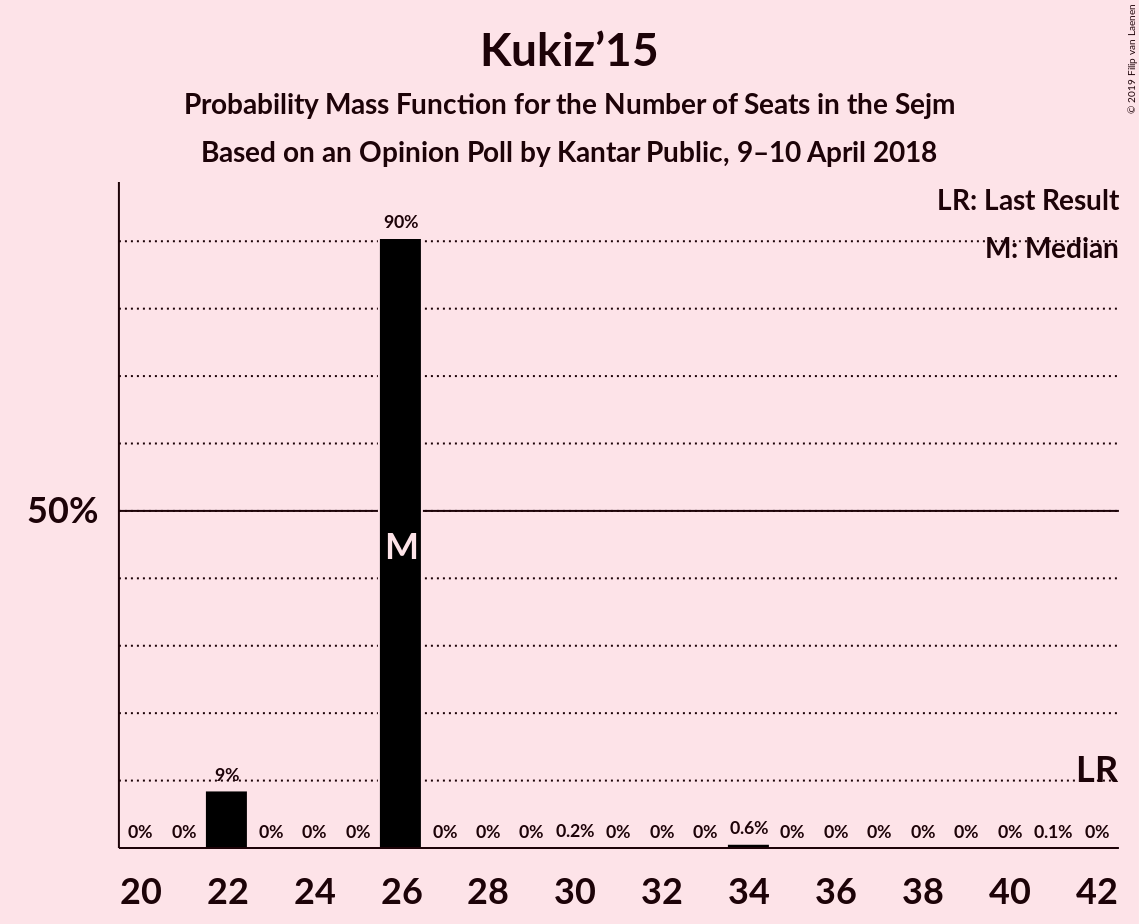 Kukiz’15
Probability Mass Function for the Number of Seats in the Sejm
Based on an Opinion Poll by Kantar Public, 9–10 April 2018
© 2019 Filip van Laenen
LR: Last Result
M: Median
90%
50%
M
LR
9%
0% 0% 0% 0% 0% 0% 0% 0% 0.2% 0% 0% 0% 0.6% 0% 0% 0% 0% 0% 0% 0.1% 0%
20 22 24 26 28 30 32 34 36 38 40 42